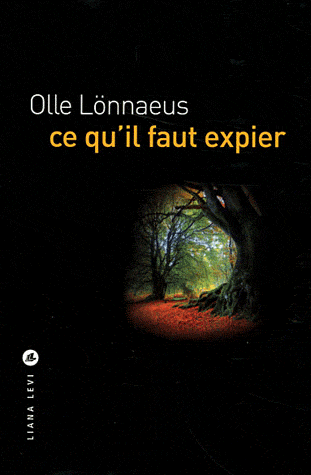 Olle Lönnaeus
ce qu'il faut expier
LIANA LEVI